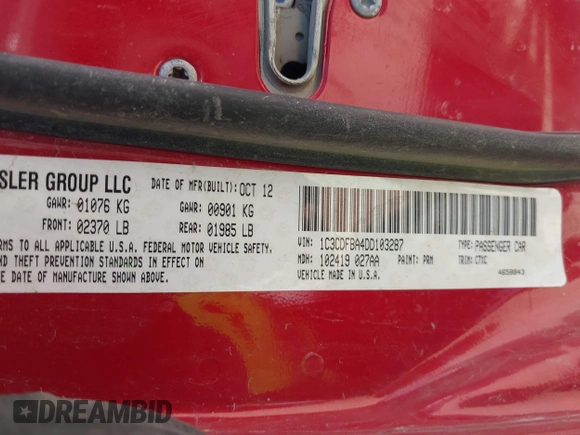 SLER GROUP LLC
DATE OF MFR(BUILT): OCT 12
GAWR: 01076 KG
GAWR: 00901 KG
FRONT: 02370 LB
REAR: 01985 LB
RMS TO ALL APPLICABLE U.S.A. FEDERAL MOTOR VEHICLE SAFETY,
AND THEFT PREVENTION STANDARDS IN EFFECT ON
E DATE OF MANUFACTURE SHOWN ABOVE.
VIN: 1C3CDFBA4DD103287
TYPE: PASSENGER CAR
MDH: 102419 027AA
PAINT: PRM
TRIM: C7XC
VEHICLE MADE IN U.S.A.
4658043
DREAMBID